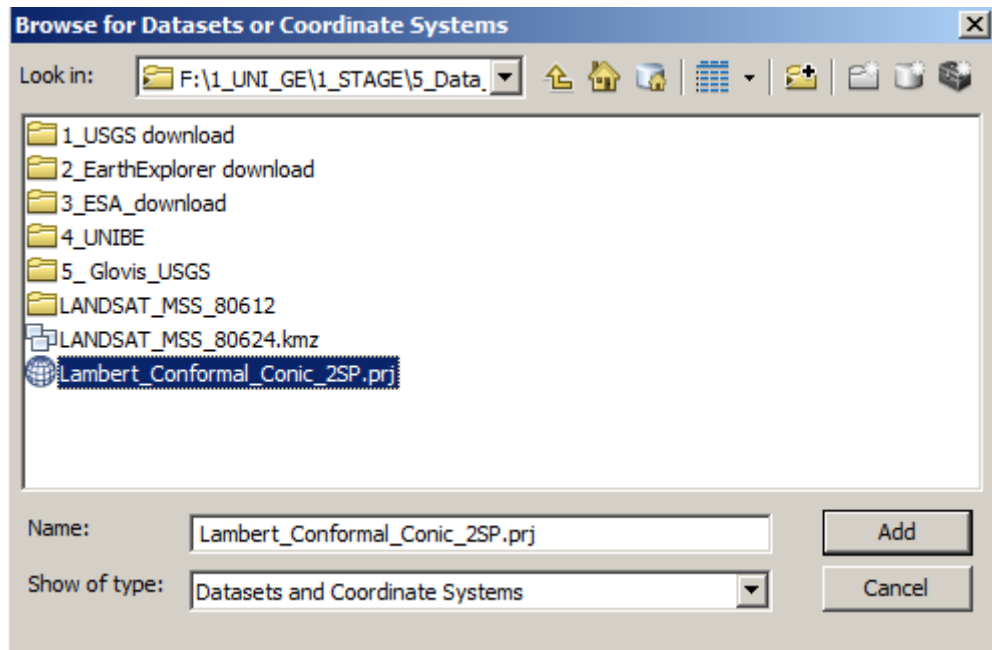 Browse for Datasets or Coordinate Systems
Look in: F:\1_UNI_GE\1_STAGE\5_Data_
1_USGS download
2_EarthExplorer download
3_ESA_download
4_UNIBE
5_ Glovis_USGS
LANDSAT_MSS_80612
LANDSAT_MSS_80624.kmz
Lambert_Conformal_Conic_2SP.prj
Name: Lambert_Conformal_Conic_2SP.prj Add
Show of type: Datasets and Coordinate Systems Cancel